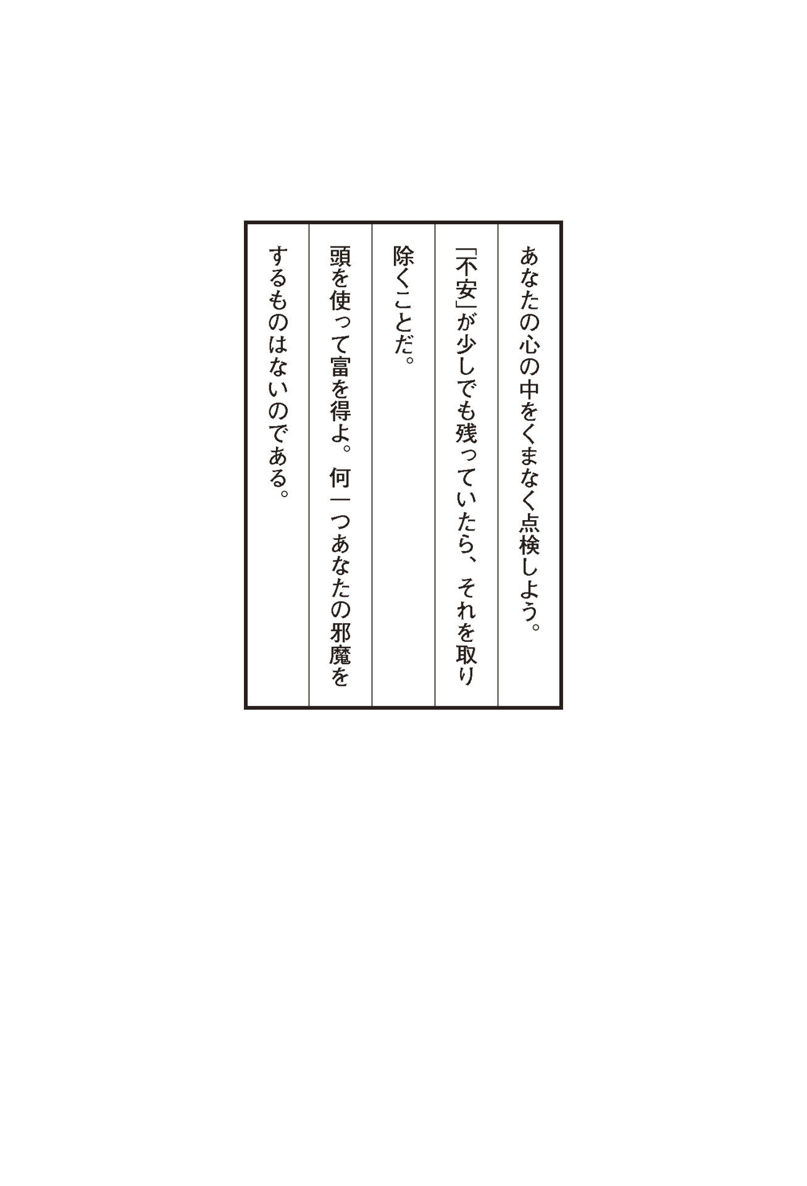 あなたの心の中をくまなく点検しよう。
「不安」が少しでも残っていたら、それを取り
除くことだ。
頭を使って富を得よ。何一つあなたの邪魔を
するものはないのである。